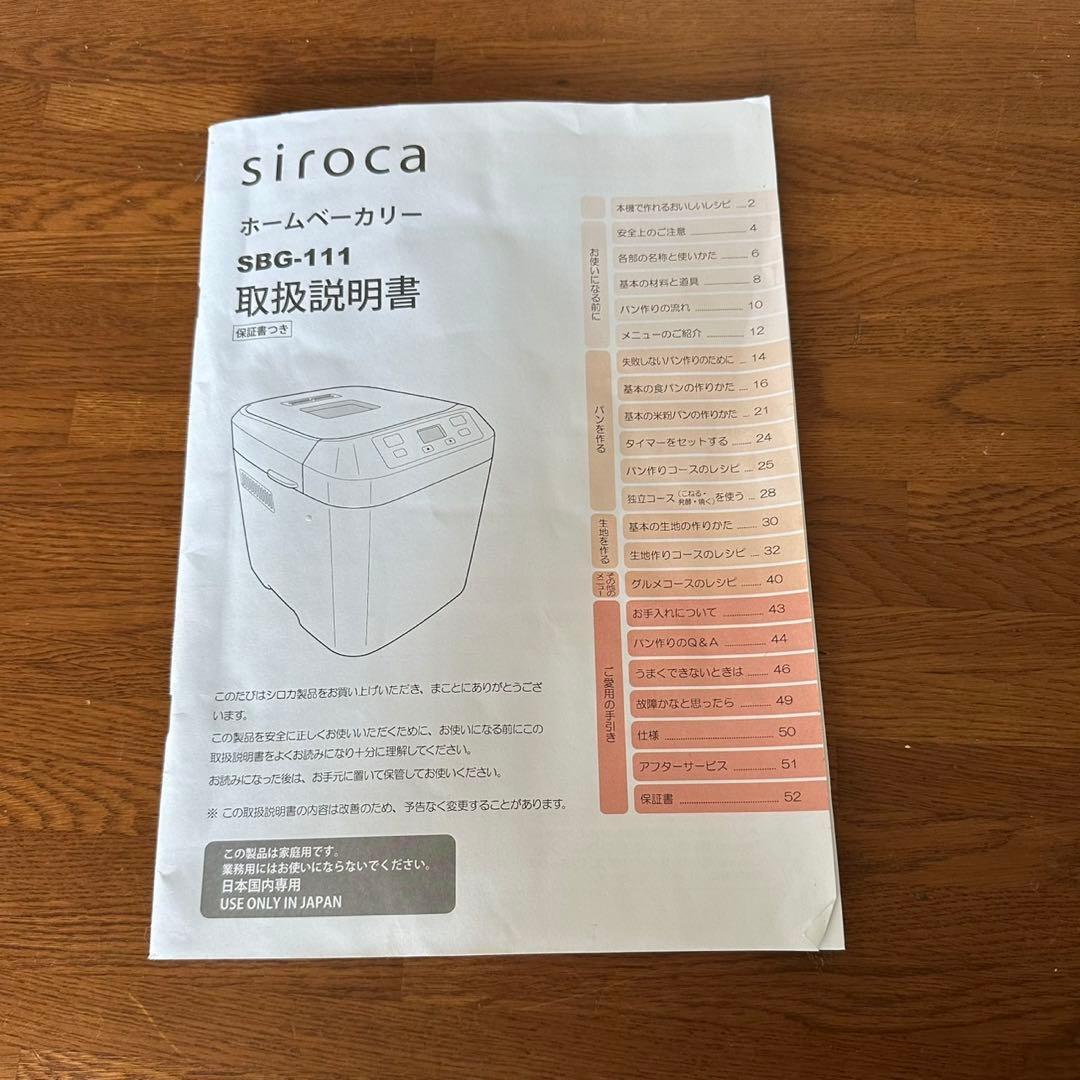 siroca
ホームベーカリー
SBG-111
取扱説明書
保証書つき
このたびはシロカ製品をお買い上げいただき、まことにありがとうござ
います。
この製品を安全に正しくお使いいただくために、お使いになる前にこの
取扱説明書をよくお読みになり十分に理解してください。
お読みになった後は、お手元に置いて保管してお使いください。
※ この取扱説明書の内容は改善のため、予告なく変更することがあります。
この製品は家庭用です。
業務用にはお使いにならないでください。
日本国内専用
USE ONLY IN JAPAN
本機で作れるおいしいレシピ ....2
お使いになる前に
安全上のご注意 .......... 4
各部の名称と使いかた .......... 6
基本の材料と道具 .......... 8
パン作りの流れ .......... 10
メニューのご紹介 .......... 12
パンを作る
失敗しないパン作りのために ... 14
基本の食パンの作りかた .... 16
基本の米粉パンの作りかた ... 21
タイマーをセットする ......... 24
パン作りコースのレシピ .... 25
独立コース(こねる・発酵・焼く)を使う ... 28
生地を作る
基本の生地の作りかた ........ 30
生地作りコースのレシピ .... 32
その他のメニュー
グルメコースのレシピ ......... 40
ご愛用の手引き
お手入れについて .......... 43
パン作りのQ&A .......... 44
うまくできないときは ......... 46
故障かなと思ったら .......... 49
仕様 .......... 50
アフターサービス .......... 51
保証書 .......... 52